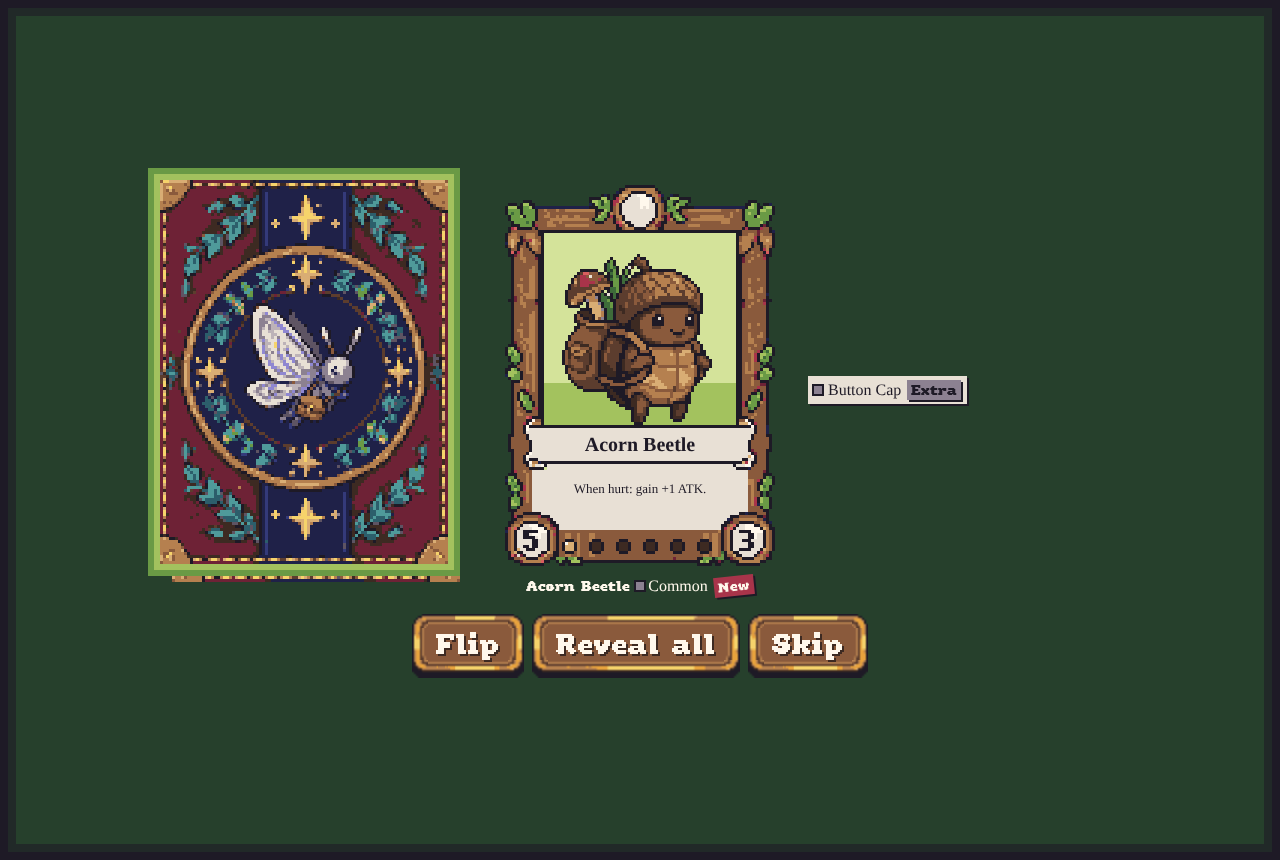 Button Cap Extra
Acorn Beetle
When hurt: gain +1 ATK.
5 3
Acorn Beetle Common New
Flip Reveal all Skip